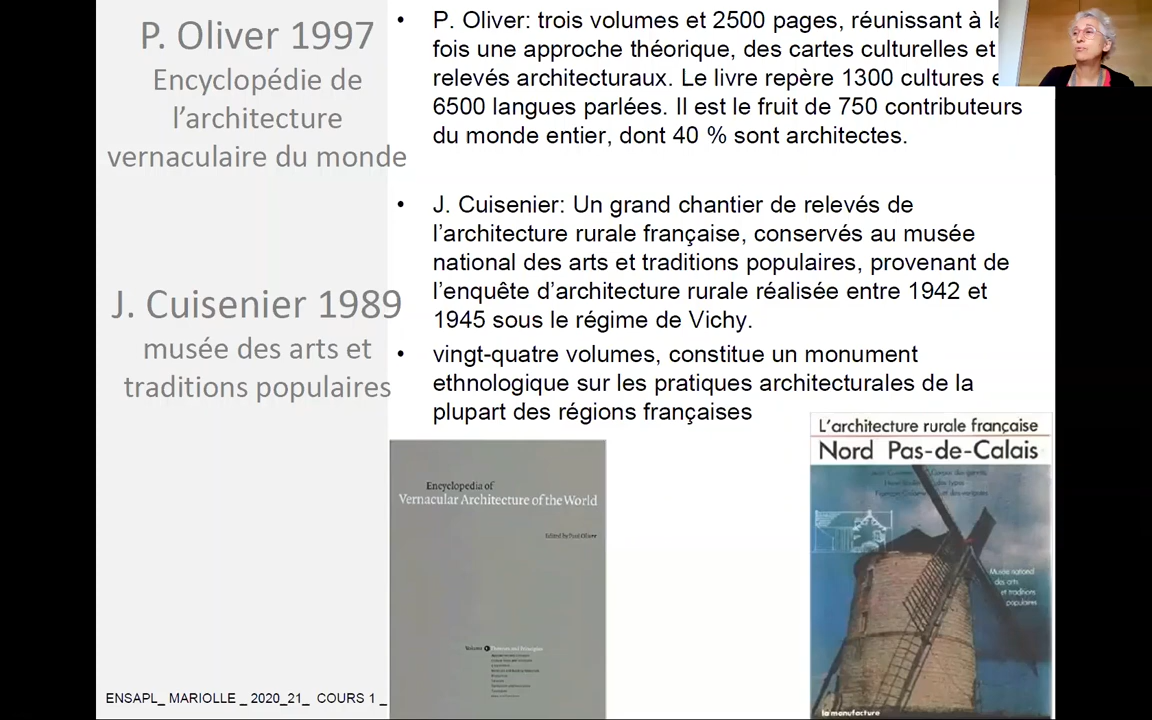 P. Oliver 1997
Encyclopédie de
l'architecture
vernaculaire du monde
J. Cuisenier 1989
musée des arts et
traditions populaires
• P. Oliver: trois volumes et 2500 pages, réunissant à
fois une approche théorique, des cartes culturelles et
relevés architecturaux. Le livre repère 1300 cultures
6500 langues parlées. Il est le fruit de 750 contributeurs
du monde entier, dont 40 % sont architectes.
• J. Cuisenier: Un grand chantier de relevés de
l'architecture rurale française, conservés au musée
national des arts et traditions populaires, provenant de
l'enquête d'architecture rurale réalisée entre 1942 et
1945 sous le régime de Vichy.
• vingt-quatre volumes, constitue un monument
ethnologique sur les pratiques architecturales de la
plupart des régions françaises
Encyclopedia of
Vernacular Architecture of the World
Edited by Paul Oliver
Volume 1 Theories and Principles
L'architecture rurale française
Nord Pas-de-Calais
Musée national
des arts
et traditions
populaires
la manufacture
ENSAPL_ MARIOLLE _ 2020_21_ COURS 1 _